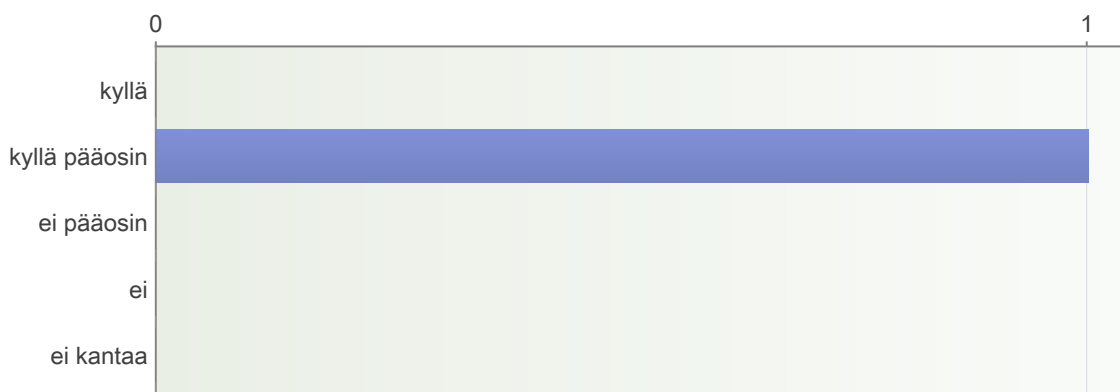 0 1
kyllä
kyllä pääosin
ei pääosin
ei
ei kantaa